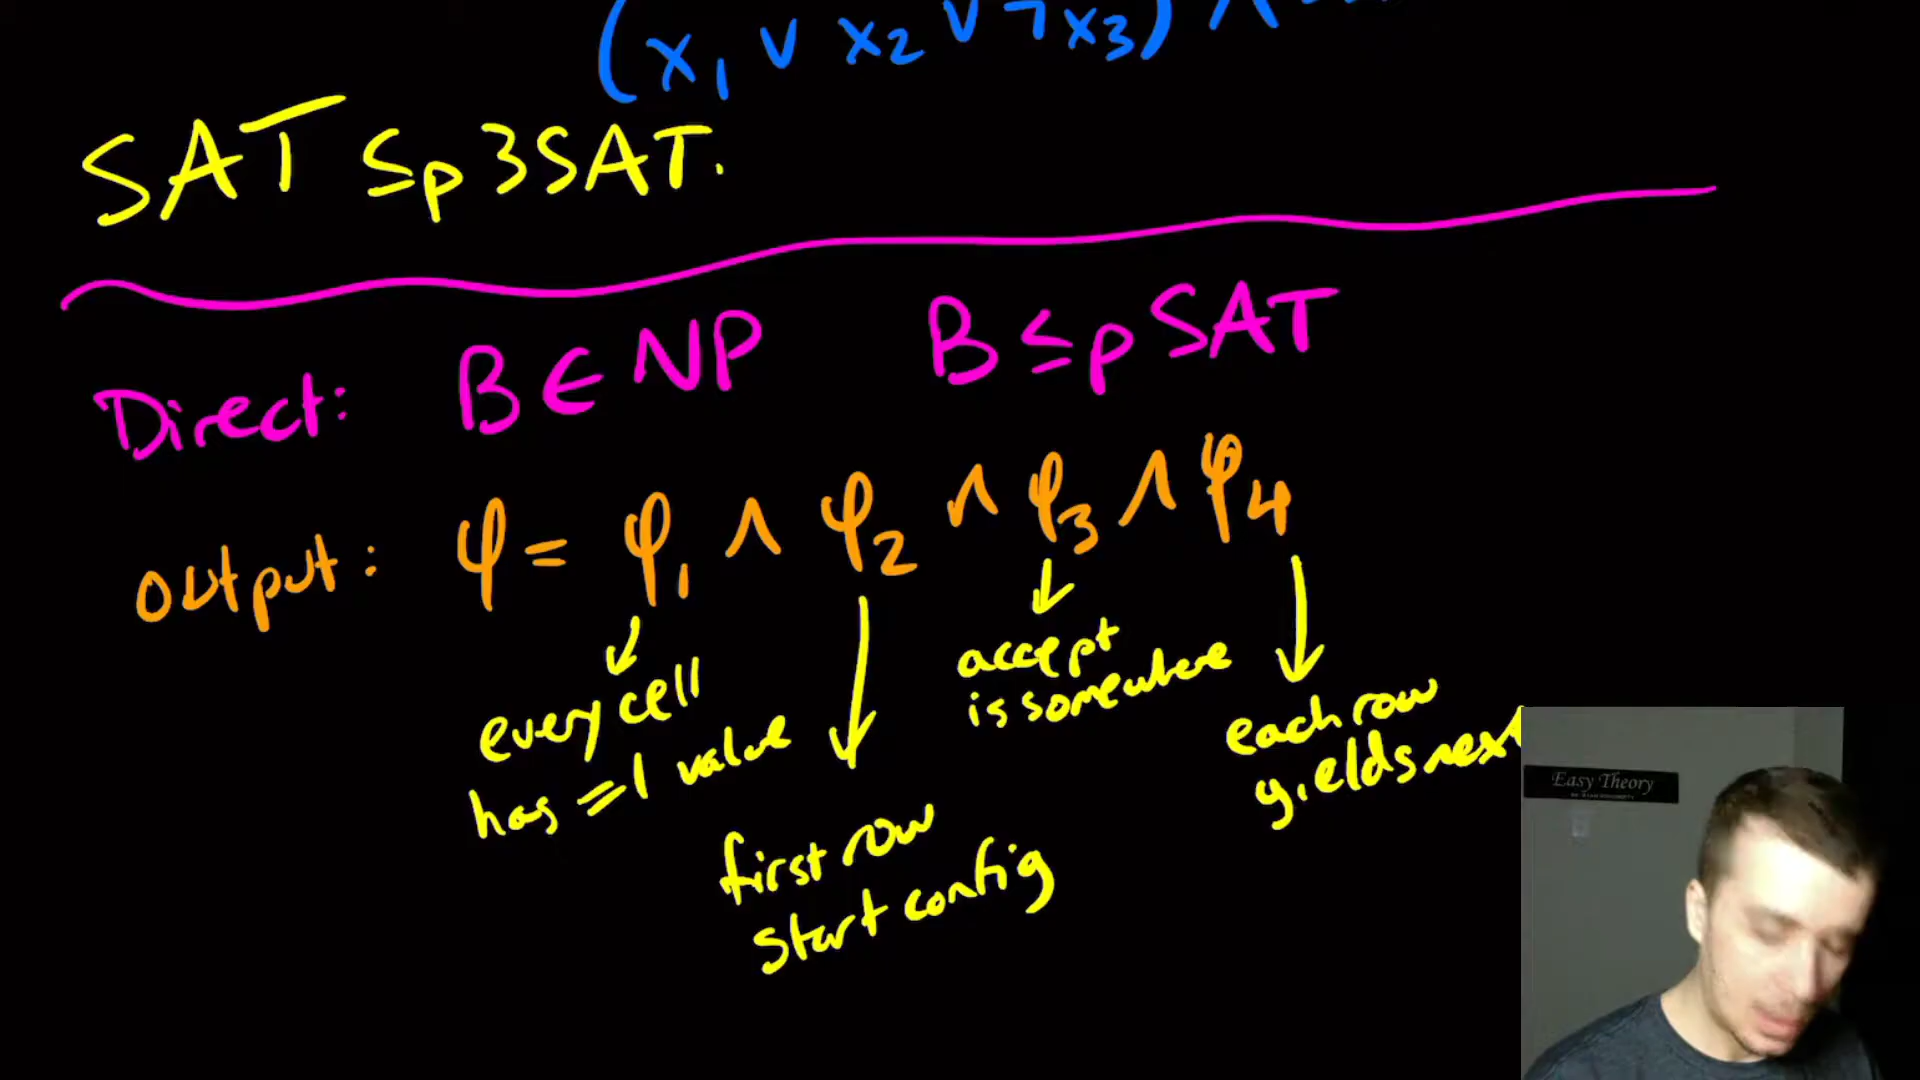 (x₁ ∨ x₂ ∨ ¬x₃) ∧
SAT ≤p 3SAT.
Direct: B ∈ NP B ≤p SAT
output: φ = φ₁ ∧ φ₂ ∧ φ₃ ∧ φ₄
every cell
has =1 value
first row
start config
accept
is somewhere
each row
yields next
Easy Theory